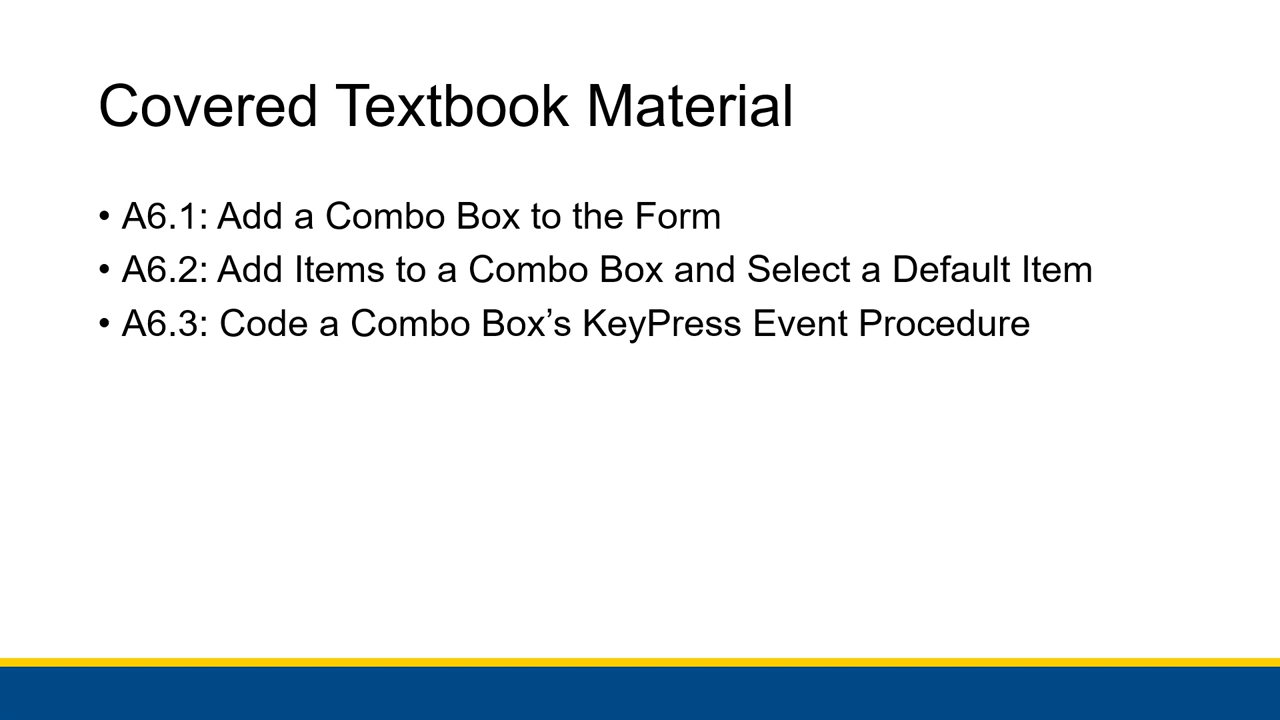 Covered Textbook Material
• A6.1: Add a Combo Box to the Form
• A6.2: Add Items to a Combo Box and Select a Default Item
• A6.3: Code a Combo Box’s KeyPress Event Procedure